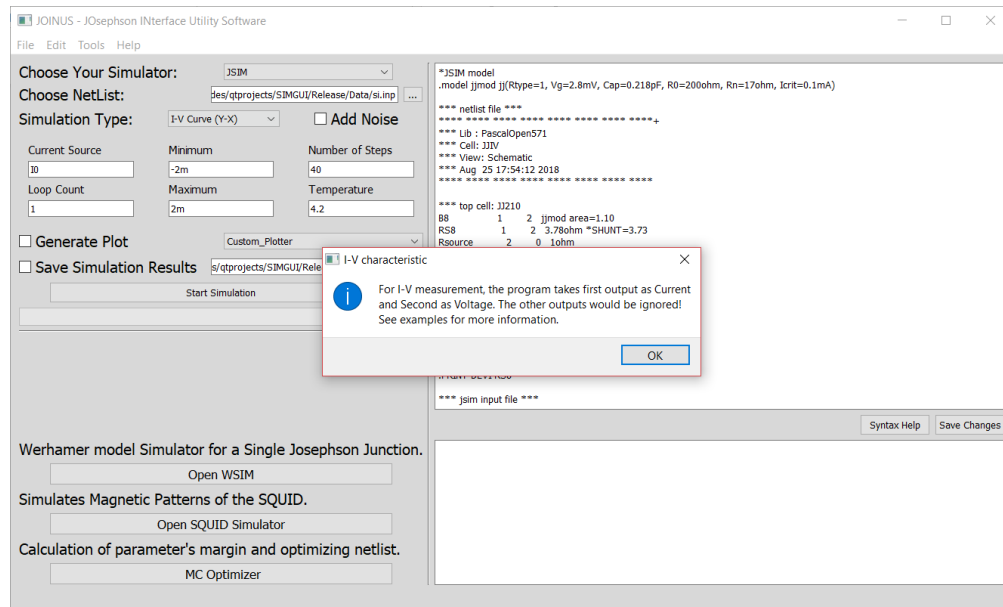 JOINUS - JOsephson INterface Utility Software
File Edit Tools Help
Choose Your Simulator:
JSIM
Choose NetList:
des/qtprojects/SIMGUI/Release/Data/si.inp
...
Simulation Type:
I-V Curve (Y-X)
Add Noise
Current Source Minimum Number of Steps
I0 -2m 40
Loop Count Maximum Temperature
1 2m 4.2
Generate Plot
Custom_Plotter
Save Simulation Results
s/qtprojects/SIMGUI/Rele
Start Simulation
Werhamer model Simulator for a Single Josephson Junction.
Open WSIM
Simulates Magnetic Patterns of the SQUID.
Open SQUID Simulator
Calculation of parameter's margin and optimizing netlist.
MC Optimizer
*JSIM model
.model jjmod jj(Rtype=1, Vg=2.8mV, Cap=0.218pF, R0=200ohm, Rn=17ohm, Icrit=0.1mA)
*** netlist file ***
**** **** **** **** **** **** **** ****+
*** Lib : PascalOpen571
*** Cell: JJIV
*** View: Schematic
*** Aug 25 17:54:12 2018
**** **** **** **** **** **** **** ****
*** top cell: JJ210
B8 1 2 jjmod area=1.10
RS8 1 2 3.78ohm *SHUNT=3.73
Rsource 2 0 1ohm
I-V characteristic
For I-V measurement, the program takes first output as Current
and Second as Voltage. The other outputs would be ignored!
See examples for more information.
OK
*** jsim input file ***
Syntax Help Save Changes